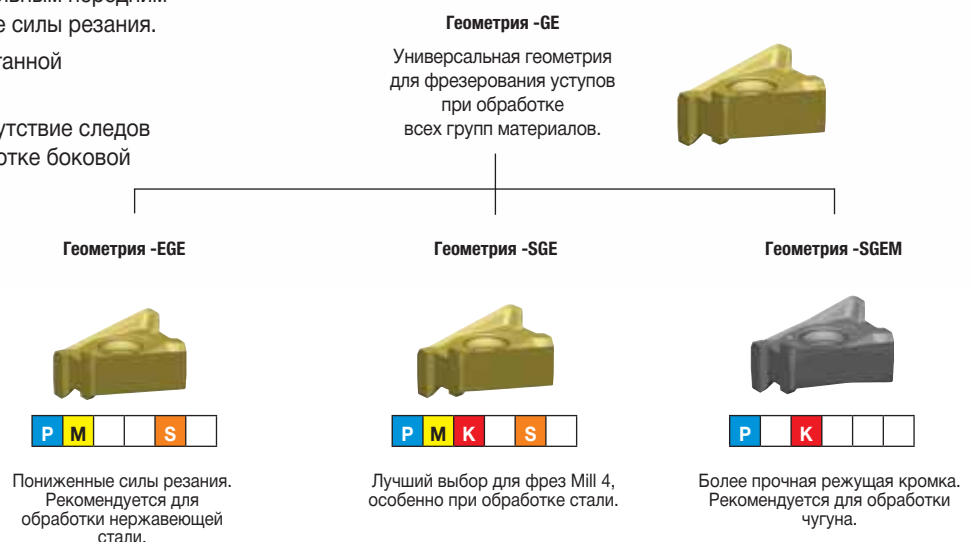 е силы резания.
утствие следов
отке боковой
Геометрия -GE
Универсальная геометрия
для фрезерования уступов
при обработке
всех групп материалов.
Геометрия -EGE
P M S
Пониженные силы резания.
Рекомендуется для
обработки нержавеющей
стали.
Геометрия -SGE
P M K S
Лучший выбор для фрез Mill 4,
особенно при обработке стали.
Геометрия -SGEM
P K
Более прочная режущая кромка.
Рекомендуется для обработки
чугуна.